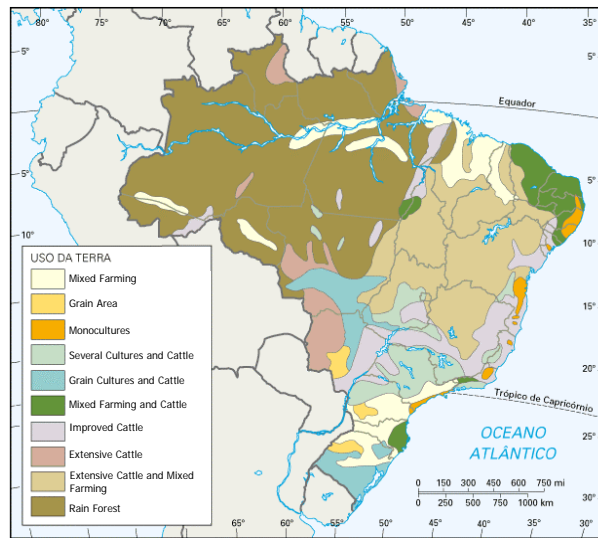 80° 75° 70° 65° 60° 55° 50° 45° 40° 35° 30°
5° 5°
Equador
5° 5°
10° 10°
USO DA TERRA
Mixed Farming
Grain Area
Monocultures
Several Cultures and Cattle
Grain Cultures and Cattle
Mixed Farming and Cattle
Improved Cattle
Extensive Cattle
Extensive Cattle and Mixed
Farming
Rain Forest
15°
20°
Trópico de Capricórnio
25°
OCEANO
ATLÂNTICO
0 150 300 450 600 750 mi
0 500 1000 km
30°
65° 60° 55° 50° 45° 40° 35° 30°